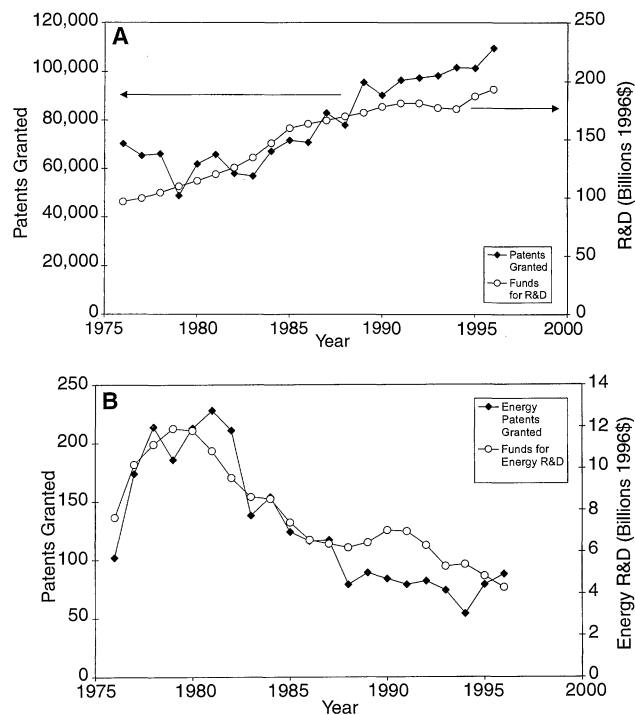 A
120,000
100,000
80,000
60,000
40,000
20,000
0
Patents Granted
250
200
150
100
50
0
R&D (Billions 1996$)
Patents
Granted
Funds
for R&D
1975 1980 1985 1990 1995 2000
Year
B
250
200
150
100
50
0
Patents Granted
14
12
10
8
6
4
2
0
Energy R&D (Billions 1996$)
Energy
Patents
Granted
Funds for
Energy R&D
1975 1980 1985 1990 1995 2000
Year